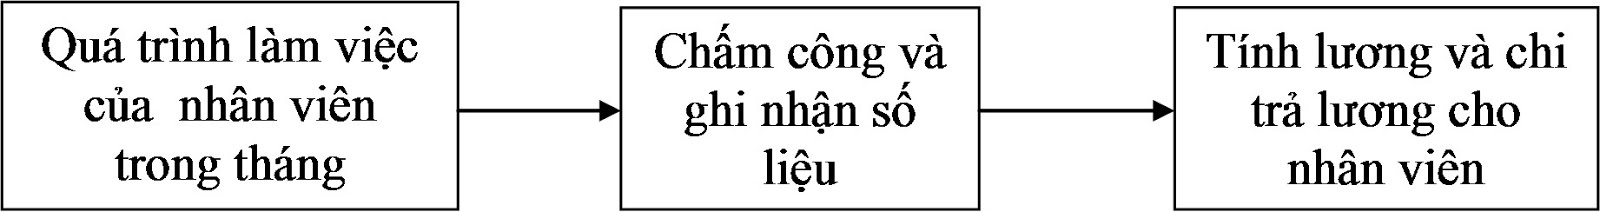 Quá trình làm việc
của nhân viên
trong tháng
Chấm công và
ghi nhận số
liệu
Tính lương và chi
trả lương cho
nhân viên